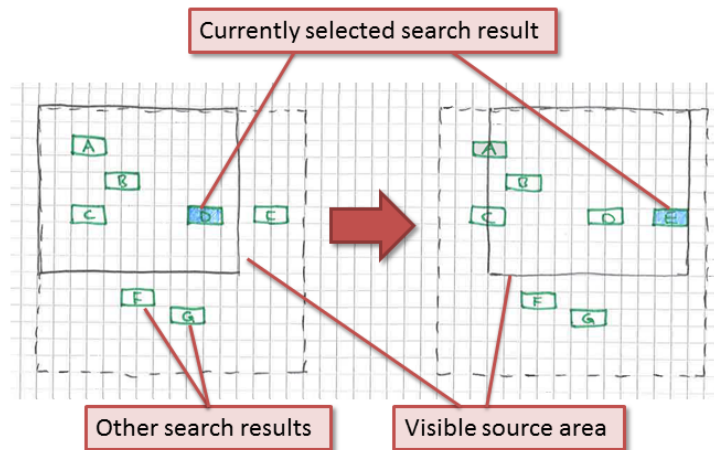 Currently selected search result
A
B
C D E
F
G
A
B
C D E
F
G
Other search results
Visible source area